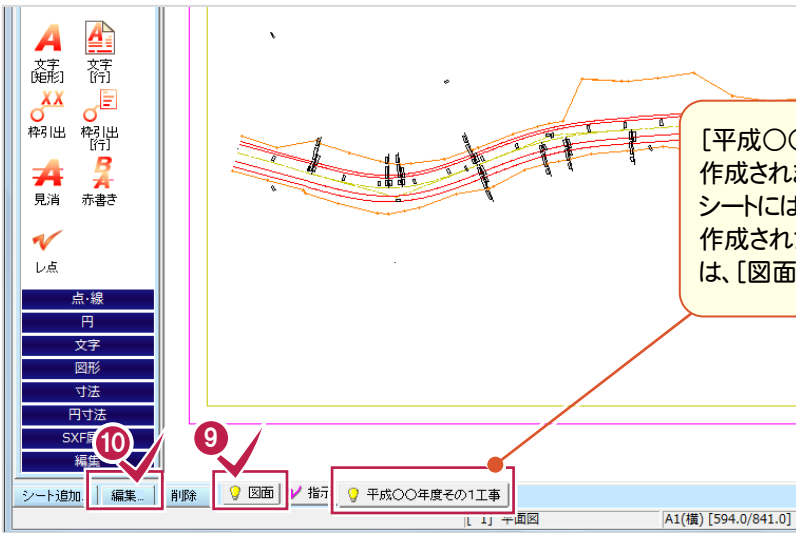 文字
[矩形]
文字
[行]
枠引出
枠引出
[行]
見消
赤書き
レ点
点・線
円
文字
図形
寸法
円寸法
SXF
編集
10
9
シート追加
編集...
削除
図面
指示
平成〇〇年度その1工事
[平成〇〇
作成され
シートには
作成され
は、[図面
[ 1] 平面図
A1(横) [594.0/841.0]